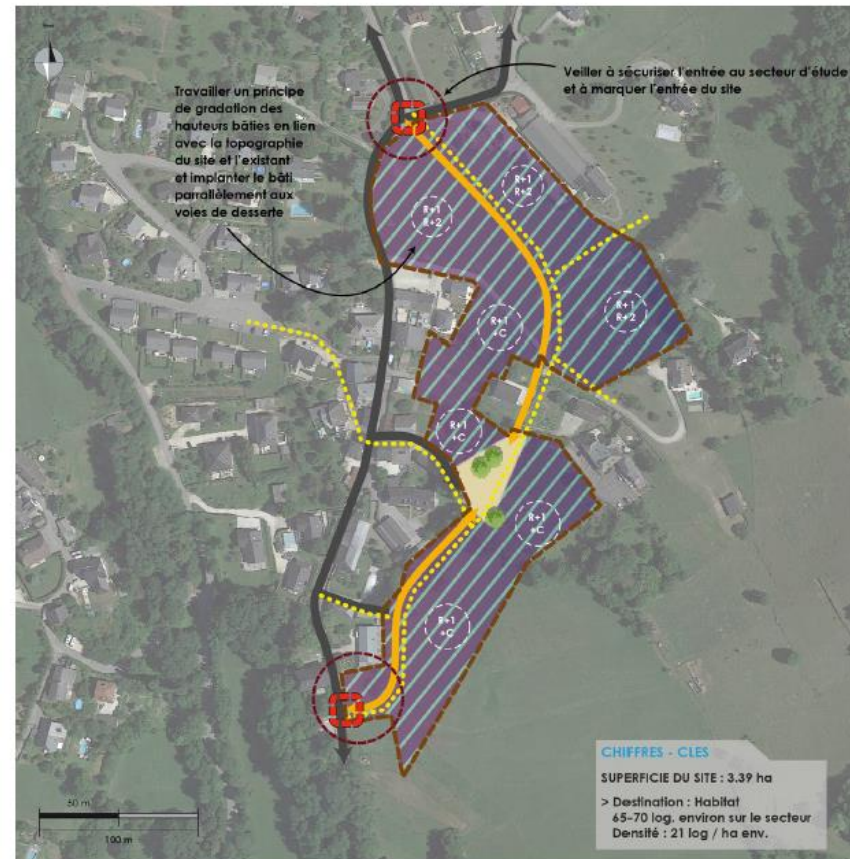 Travailler un principe
de gradation des
hauteurs bâties en lien
avec la topographie
du site et l'existant
et implanter le bâti
parallèlement aux
voies de desserte
Veiller à sécuriser l'entrée au secteur d'étude
et à marquer l'entrée du site
R+1
R+2
R+1
R+2
R+1
R+2
R+1
+C
R+1
+C
R+1
+C
R+1
+C
CHIFFRES - CLES
SUPERFICIE DU SITE : 3.39 ha
> Destination : Habitat
65-70 log. environ sur le secteur
Densité : 21 log / ha env.
50 m
100 m